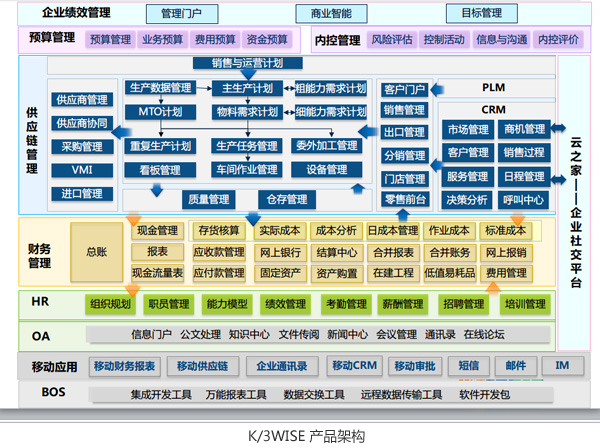 企业绩效管理 管理门户 商业智能 目标管理
预算管理 预算管理 业务预算 费用预算 资金预算 内控管理 风险评估 控制活动 信息与沟通 内控评价
供应链管理
销售与运营计划
供应商管理
供应商协同
采购管理
VMI
进口管理
生产数据管理 主生产计划 粗能力需求计划
MTO计划 物料需求计划 细能力需求计划
重复生产计划 生产任务管理 委外加工管理
看板管理 车间作业管理 设备管理
质量管理 仓存管理
客户门户
销售管理
出口管理
分销管理
门店管理
零售前台
PLM
CRM
市场管理 商机管理
客户管理 销售过程
服务管理 日程管理
决策分析 呼叫中心
云之家——企业社交平台
财务管理
总账
现金管理 存货核算 实际成本 成本分析 日成本管理 作业成本 标准成本
报表 应收款管理 网上银行 结算中心 合并报表 合并账务 网上报销
现金流量表 应付款管理 固定资产 资产购置 在建工程 低值易耗品 费用管理
HR 组织规划 职员管理 能力模型 绩效管理 考勤管理 薪酬管理 招聘管理 培训管理
OA 信息门户 公文处理 知识中心 文件传阅 新闻中心 会议管理 通讯录 在线论坛
移动应用 移动财务报表 移动供应链 企业通讯录 移动CRM 移动审批 短信 邮件 IM
BOS 集成开发工具 万能报表工具 数据交换工具 远程数据传输工具 软件开发包
K/3WISE 产品架构